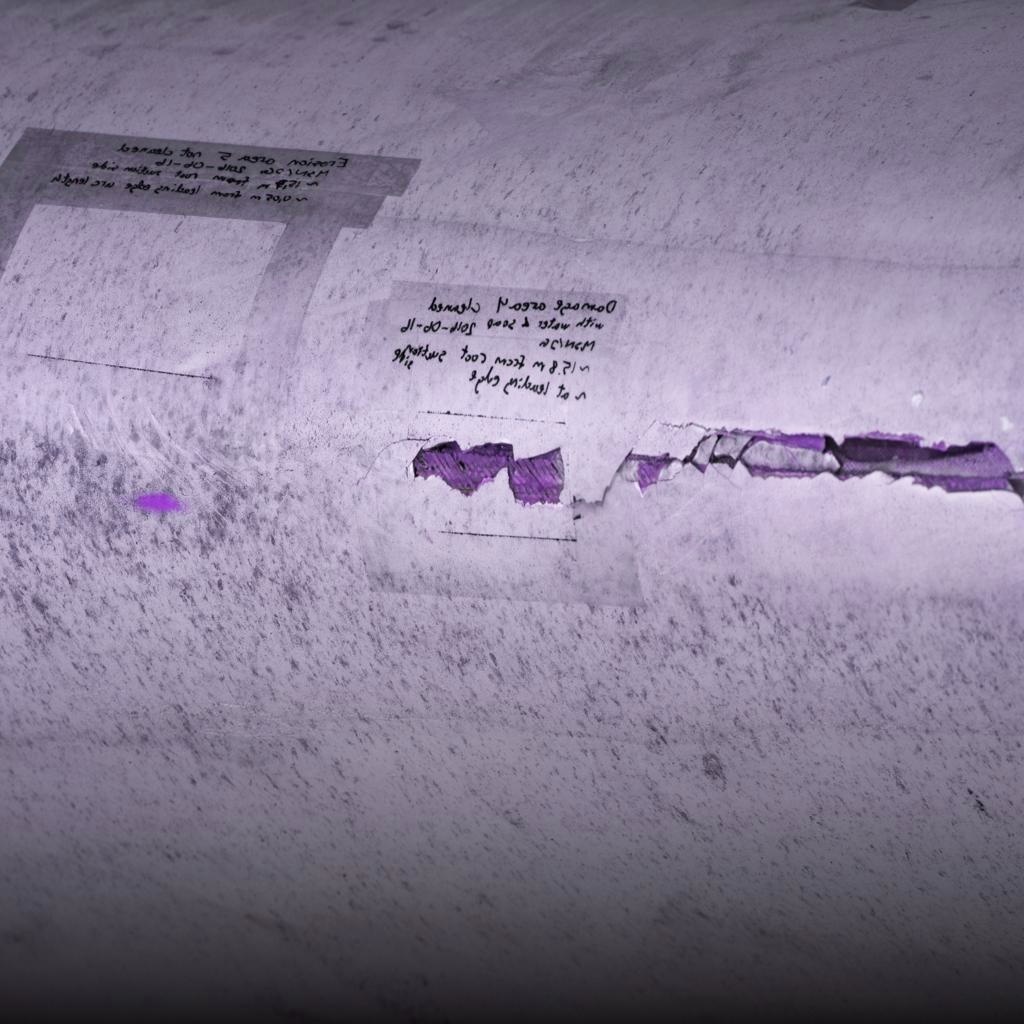 Erosion area 5 not cleaned
2016-06-16
~ 15,8 m from root suction side
~ 0,05 m from leading edge arc length
Damage area 4 cleaned
with water & soap 2016-06-16
~ 15.8 m from root suction side
~ at leading edge